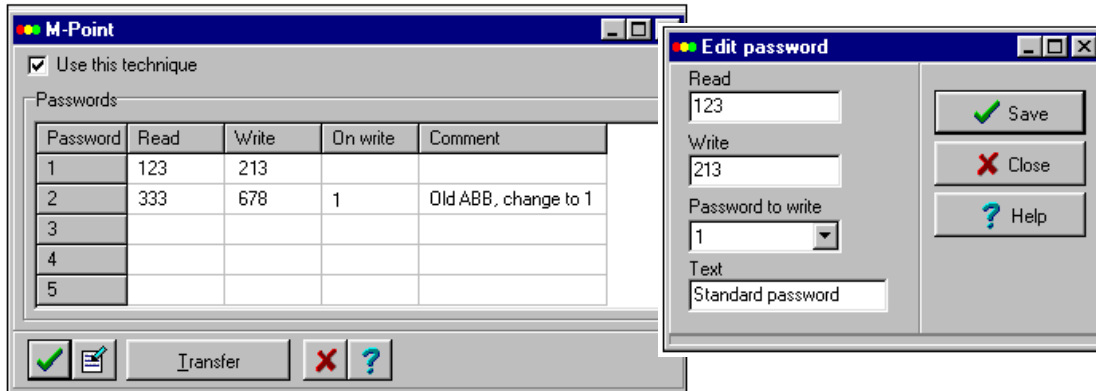 M-Point
Use this technique
Passwords
Password Read Write On write Comment
1 123 213
2 333 678 1 Old ABB, change to 1
3
4
5
Transfer
?
Edit password
Read
123
Write
213
Password to write
1
Text
Standard password
Save
Close
? Help